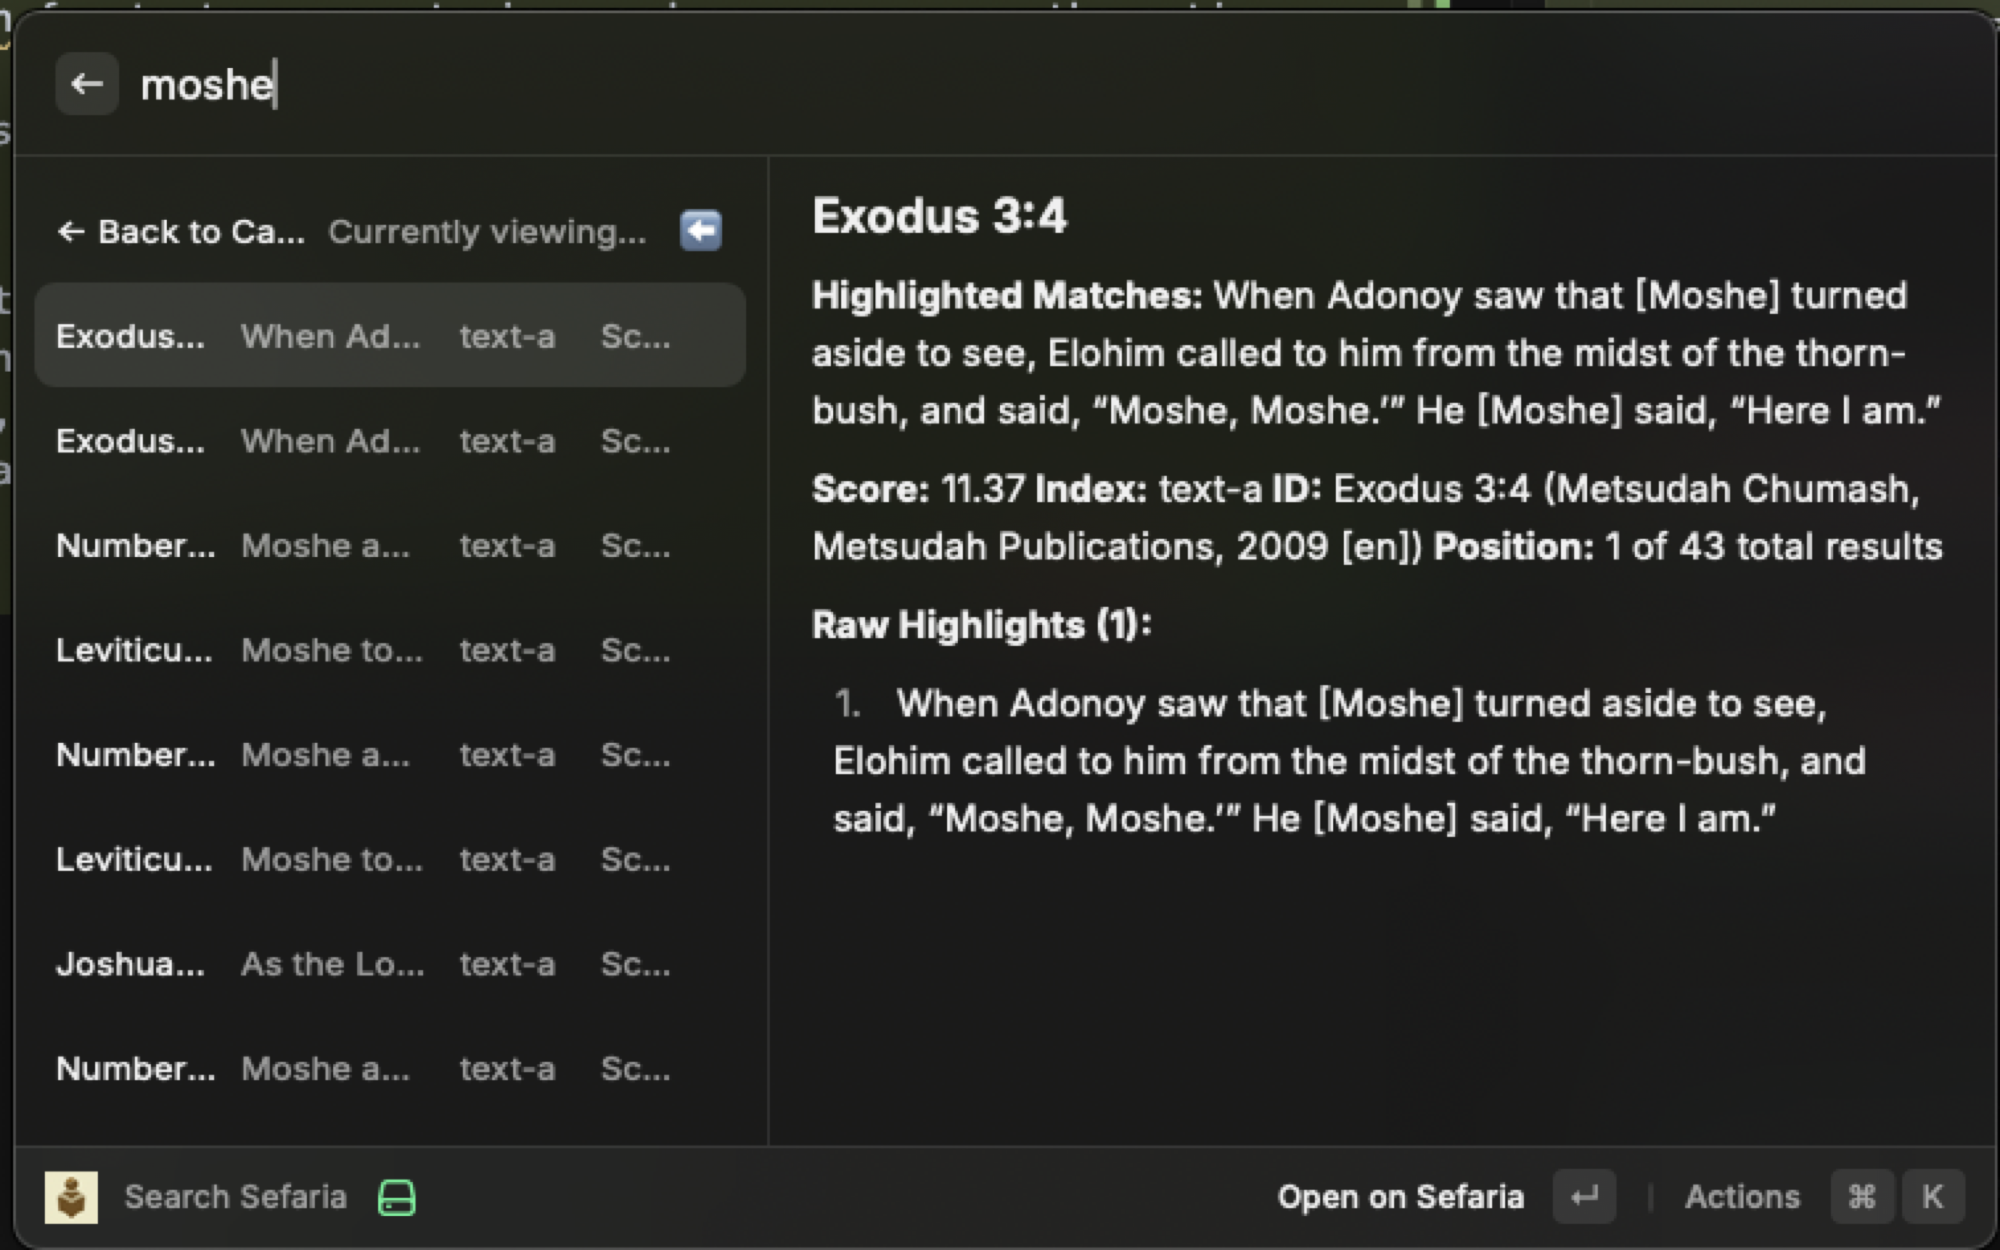 moshe
← Back to Ca... Currently viewing...
Exodus... When Ad... text-a Sc...
Exodus... When Ad... text-a Sc...
Number... Moshe a... text-a Sc...
Leviticu... Moshe to... text-a Sc...
Number... Moshe a... text-a Sc...
Leviticu... Moshe to... text-a Sc...
Joshua... As the Lo... text-a Sc...
Number... Moshe a... text-a Sc...
Exodus 3:4
Highlighted Matches: When Adonoy saw that [Moshe] turned
aside to see, Elohim called to him from the midst of the thorn-
bush, and said, “Moshe, Moshe.’” He [Moshe] said, “Here I am.”
Score: 11.37 Index: text-a ID: Exodus 3:4 (Metsudah Chumash,
Metsudah Publications, 2009 [en]) Position: 1 of 43 total results
Raw Highlights (1):
1. When Adonoy saw that [Moshe] turned aside to see,
Elohim called to him from the midst of the thorn-bush, and
said, “Moshe, Moshe.’” He [Moshe] said, “Here I am.”
Search Sefaria
Open on Sefaria ↵ Actions ⌘ K